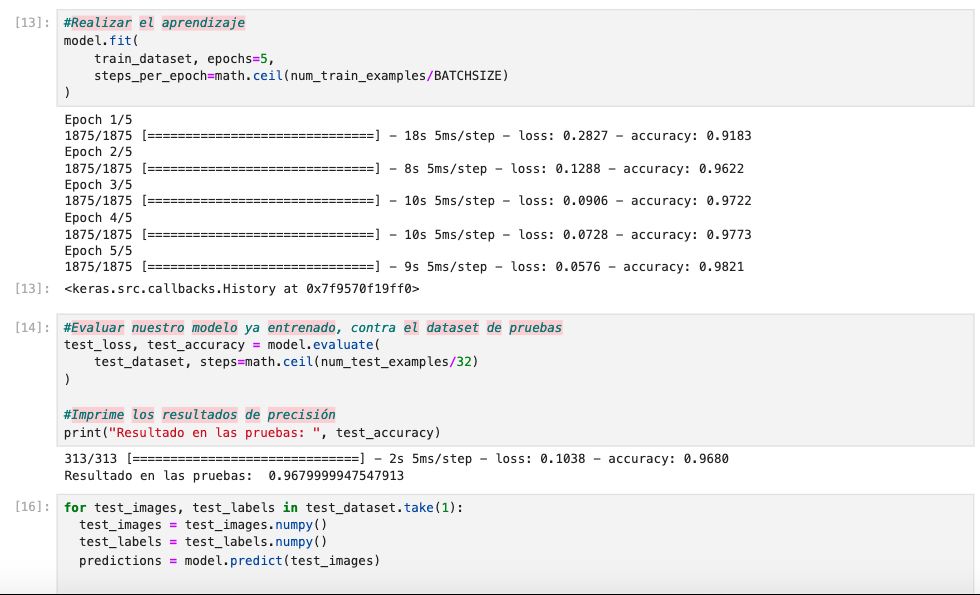 [13]: #Realizar el aprendizaje
model.fit(
    train_dataset, epochs=5,
    steps_per_epoch=math.ceil(num_train_examples/BATCHSIZE)
)
Epoch 1/5
1875/1875 [==============================] - 18s 5ms/step - loss: 0.2827 - accuracy: 0.9183
Epoch 2/5
1875/1875 [==============================] - 8s 5ms/step - loss: 0.1288 - accuracy: 0.9622
Epoch 3/5
1875/1875 [==============================] - 10s 5ms/step - loss: 0.0906 - accuracy: 0.9722
Epoch 4/5
1875/1875 [==============================] - 10s 5ms/step - loss: 0.0728 - accuracy: 0.9773
Epoch 5/5
1875/1875 [==============================] - 9s 5ms/step - loss: 0.0576 - accuracy: 0.9821
[13]: <keras.src.callbacks.History at 0x7f9570f19ff0>
[14]: #Evaluar nuestro modelo ya entrenado, contra el dataset de pruebas
test_loss, test_accuracy = model.evaluate(
    test_dataset, steps=math.ceil(num_test_examples/32)
)
#Imprime los resultados de precisión
print("Resultado en las pruebas: ", test_accuracy)
313/313 [==============================] - 2s 5ms/step - loss: 0.1038 - accuracy: 0.9680
Resultado en las pruebas:  0.9679999947547913
[16]: for test_images, test_labels in test_dataset.take(1):
  test_images = test_images.numpy()
  test_labels = test_labels.numpy()
  predictions = model.predict(test_images)